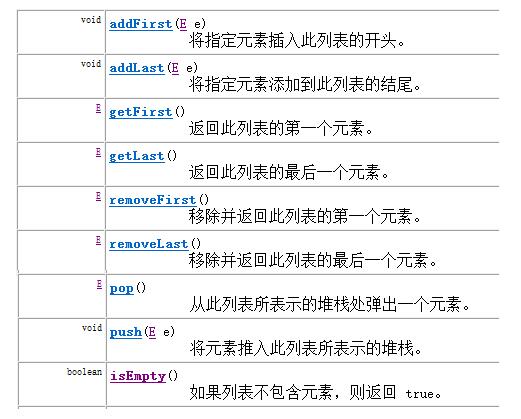 void addFirst(E e)
将指定元素插入此列表的开头。
void addLast(E e)
将指定元素添加到此列表的结尾。
E getFirst()
返回此列表的第一个元素。
E getLast()
返回此列表的最后一个元素。
E removeFirst()
移除并返回此列表的第一个元素。
E removeLast()
移除并返回此列表的最后一个元素。
E pop()
从此列表所表示的堆栈处弹出一个元素。
void push(E e)
将元素推入此列表所表示的堆栈。
boolean isEmpty()
如果列表不包含元素，则返回 true。